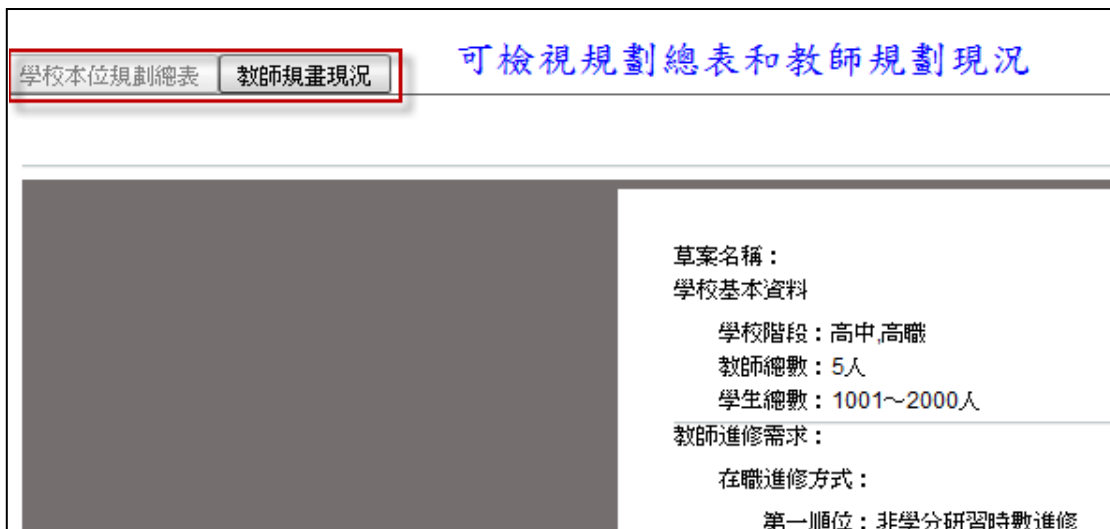 學校本位規劃總表 教師規畫現況 可檢視規劃總表和教師規劃現況
草案名稱：
學校基本資料
學校階段：高中,高職
教師總數：5人
學生總數：1001～2000人
教師進修需求：
在職進修方式：
第一順位：非學分研習時數進修